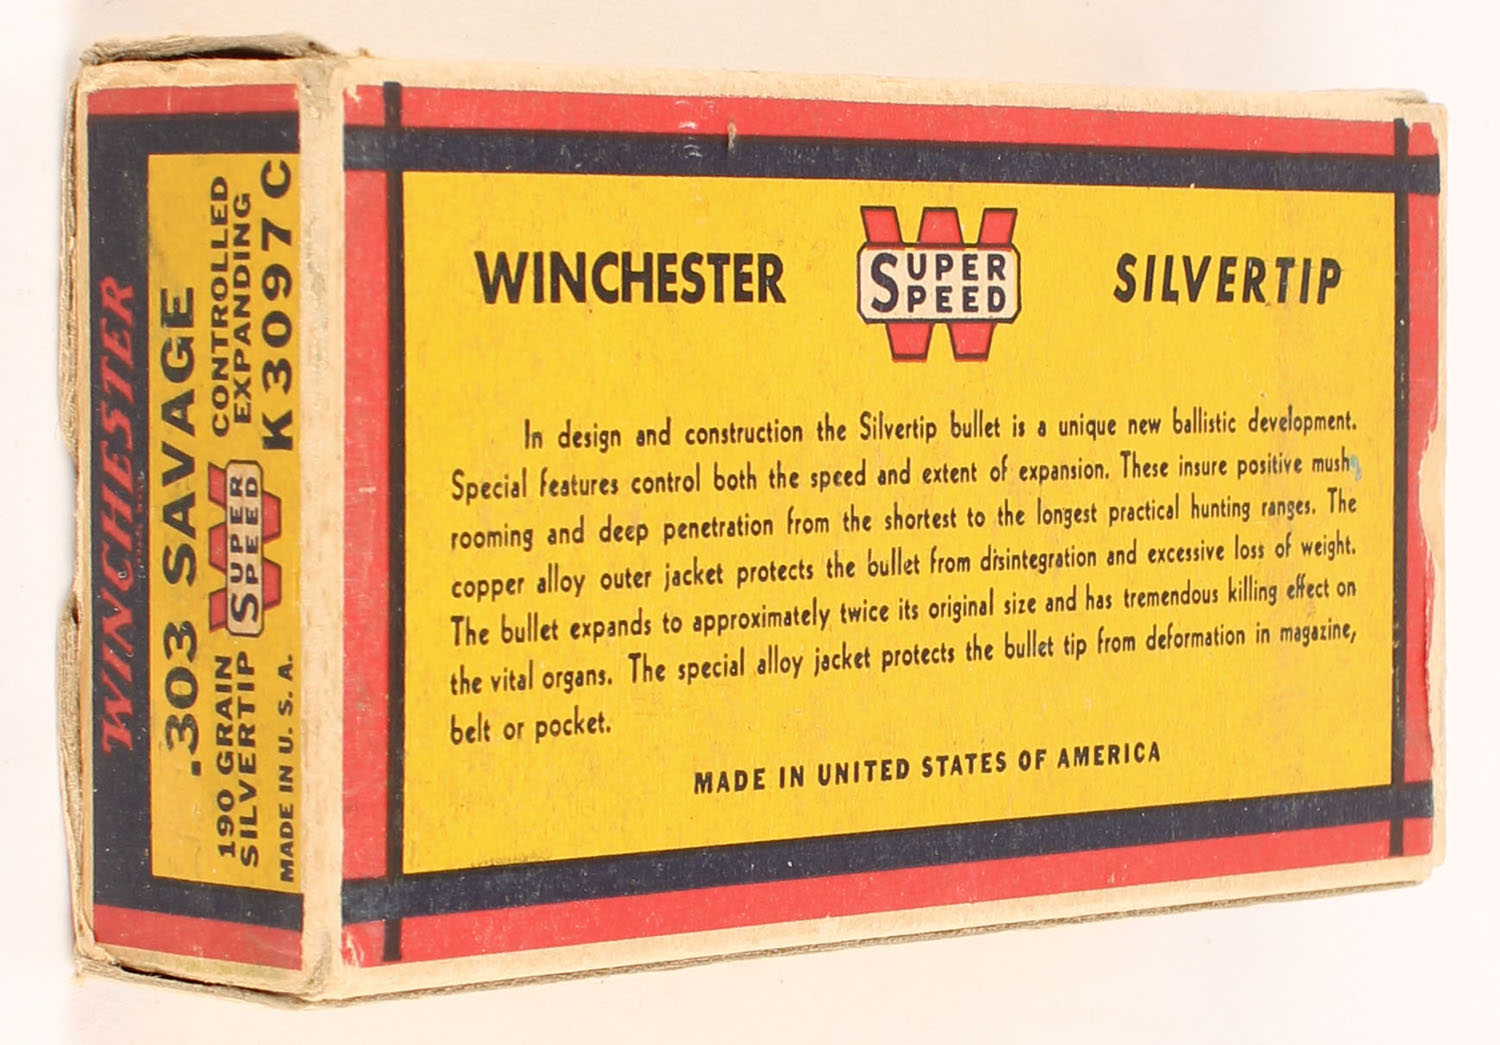 WINCHESTER
.303 SAVAGE
190 GRAIN
SILVERTIP
SUPER
SPEED
CONTROLLED
EXPANDING
MADE IN U. S. A.
K3097C
WINCHESTER
SUPER
SPEED
SILVERTIP
In design and construction the Silvertip bullet is a unique new ballistic development.
Special features control both the speed and extent of expansion. These insure positive mush-
rooming and deep penetration from the shortest to the longest practical hunting ranges. The
copper alloy outer jacket protects the bullet from disintegration and excessive loss of weight.
The bullet expands to approximately twice its original size and has tremendous killing effect on
the vital organs. The special alloy jacket protects the bullet tip from deformation in magazine,
belt or pocket.
MADE IN UNITED STATES OF AMERICA